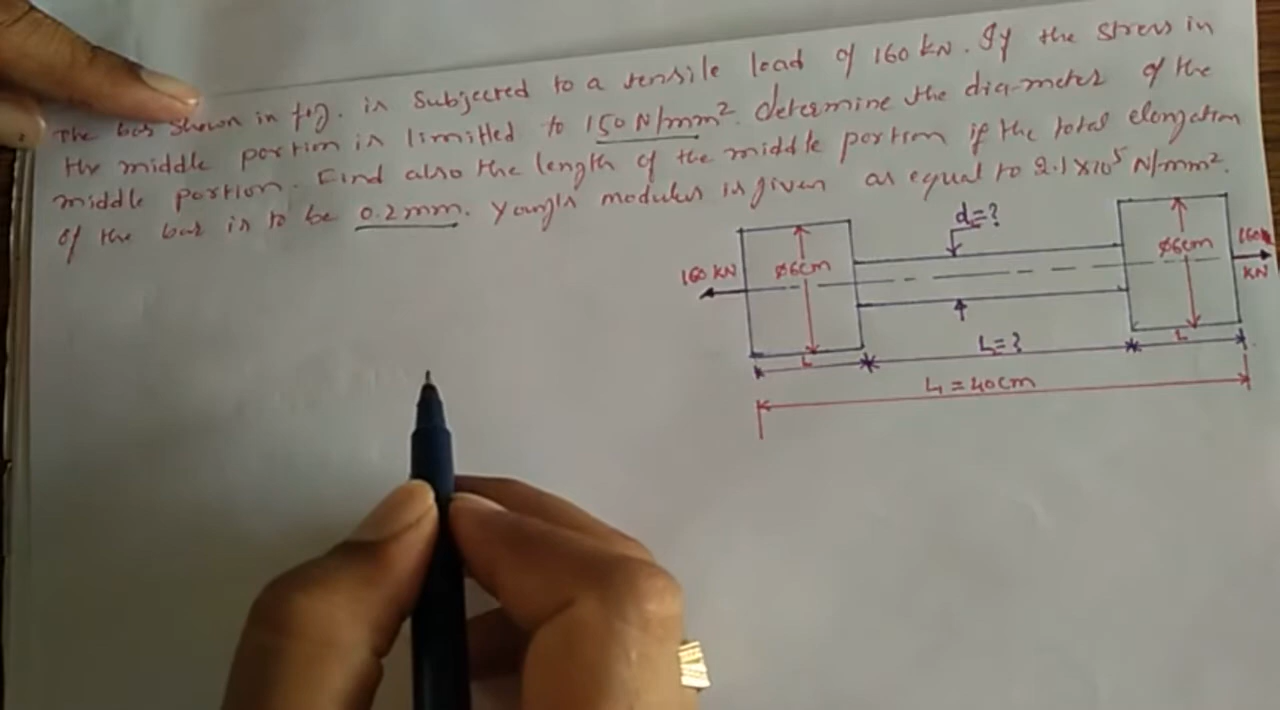 The bar shown in fig. is subjected to a tensile load of 160 kN. If the stress in
the middle portion is limited to 150 N/mm². determine the dia-meter of the
middle portion. Find also the length of the middle portion if the total elongation
of the bar is to be 0.2mm. Young's modulus is given as equal to 2.1 x10⁵ N/mm².
d=?
160 kN ø6cm ø6cm 160 KN
L L=? L
L = 40cm